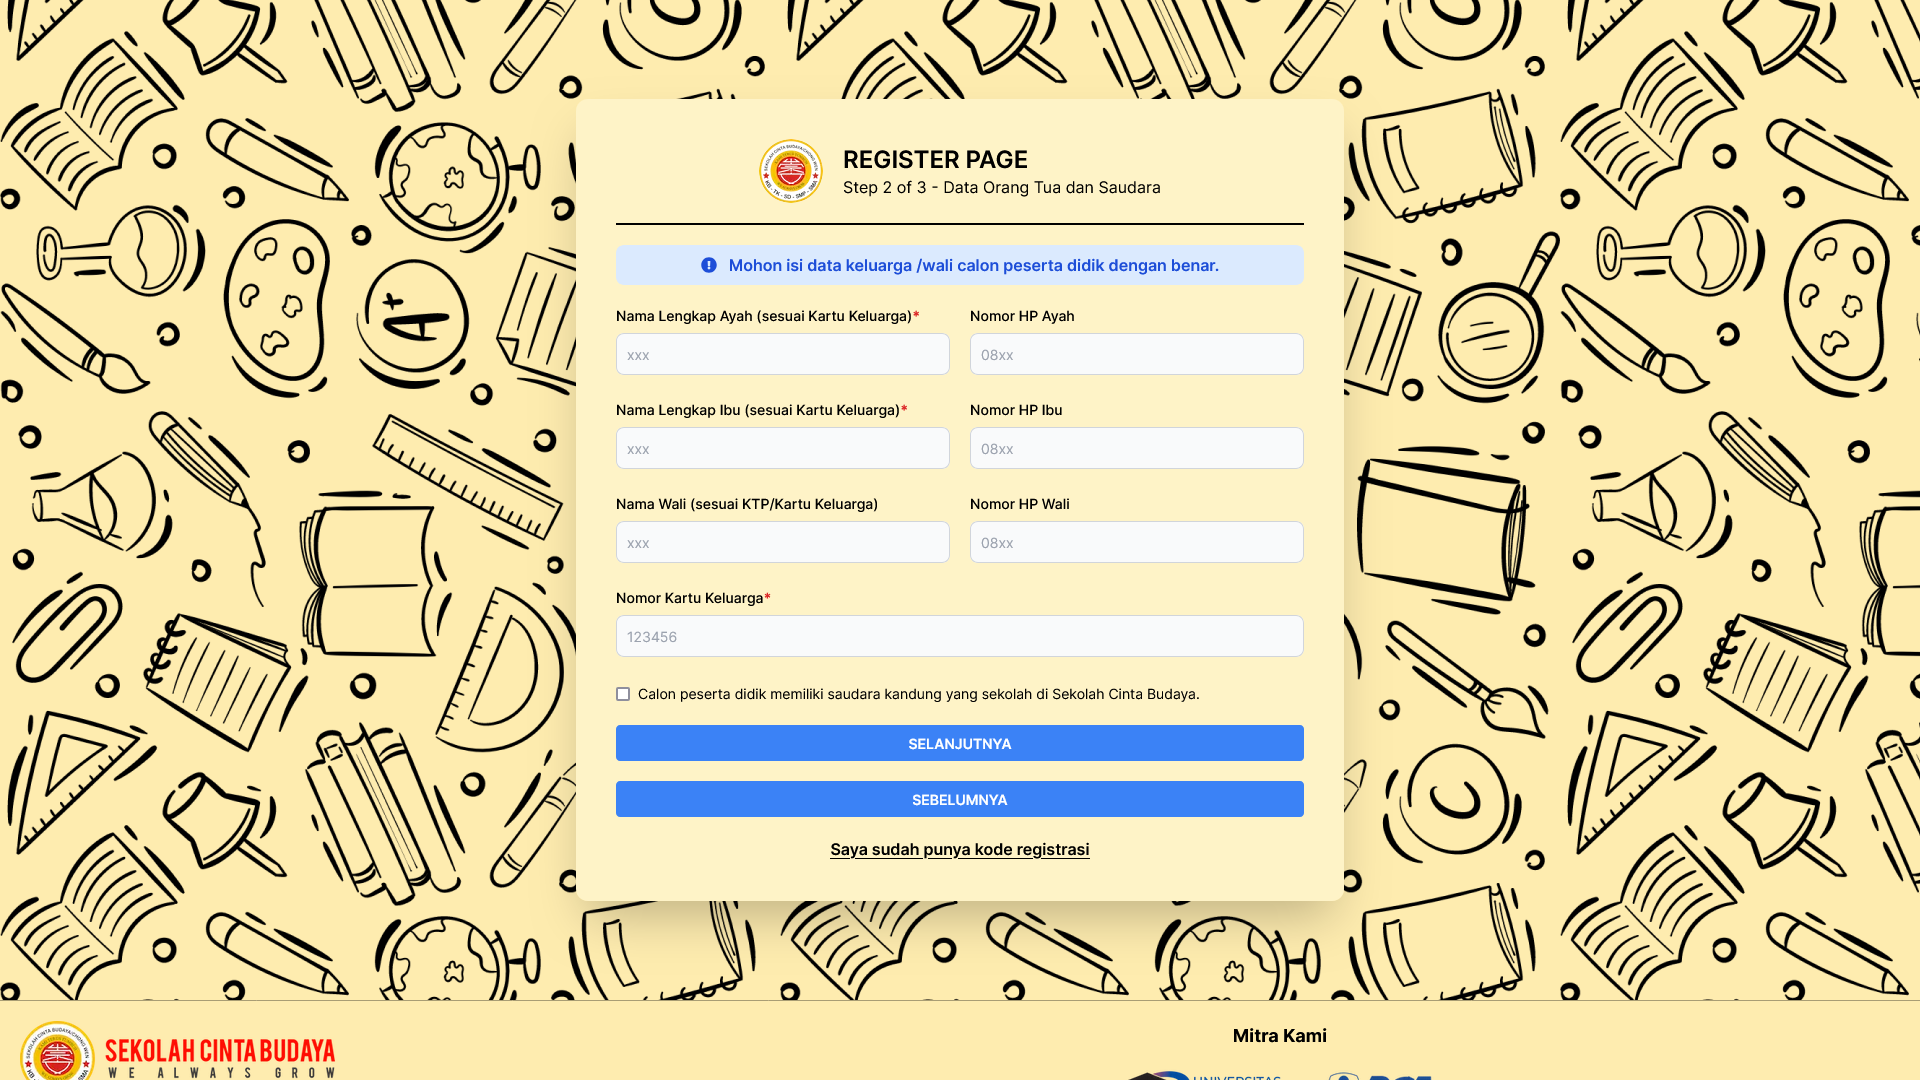 REGISTER PAGE
Step 2 of 3 - Data Orang Tua dan Saudara
Mohon isi data keluarga /wali calon peserta didik dengan benar.
Nama Lengkap Ayah (sesuai Kartu Keluarga)*
Nomor HP Ayah
xxx
08xx
Nama Lengkap Ibu (sesuai Kartu Keluarga)*
Nomor HP Ibu
xxx
08xx
Nama Wali (sesuai KTP/Kartu Keluarga)
Nomor HP Wali
xxx
08xx
Nomor Kartu Keluarga*
123456
Calon peserta didik memiliki saudara kandung yang sekolah di Sekolah Cinta Budaya.
SELANJUTNYA
SEBELUMNYA
Saya sudah punya kode registrasi
A+
SEKOLAH CINTA BUDAYA
WE ALWAYS GROW
Mitra Kami
UNIVERSITAS